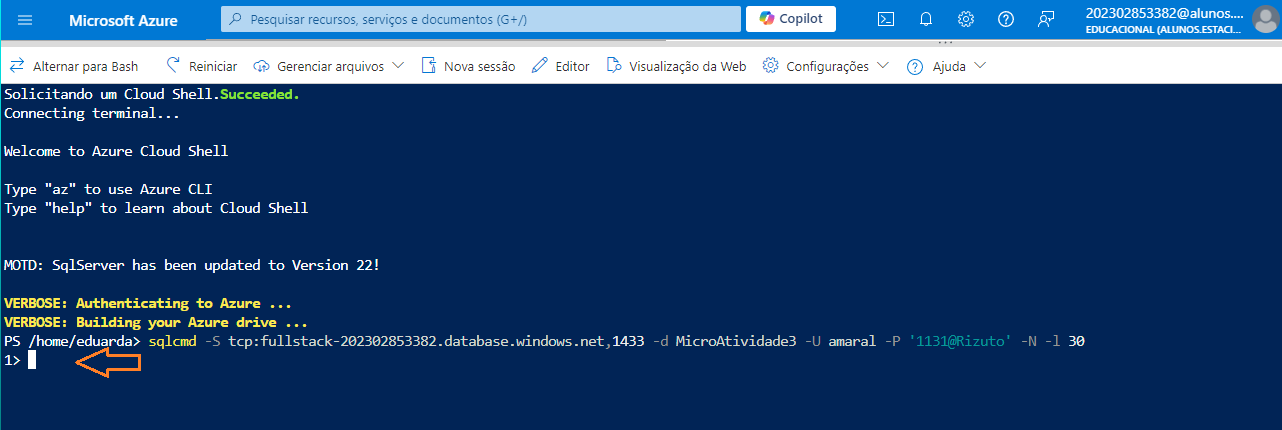 Microsoft Azure
Pesquisar recursos, serviços e documentos (G+/)
Copilot
202302853382@alunos....
EDUCACIONAL (ALUNOS.ESTACI...
Alternar para Bash
Reiniciar
Gerenciar arquivos
Nova sessão
Editor
Visualização da Web
Configurações
Ajuda
Solicitando um Cloud Shell.Succeeded.
Connecting terminal...
Welcome to Azure Cloud Shell
Type "az" to use Azure CLI
Type "help" to learn about Cloud Shell
MOTD: SqlServer has been updated to Version 22!
VERBOSE: Authenticating to Azure ...
VERBOSE: Building your Azure drive ...
PS /home/eduarda> sqlcmd -S tcp:fullstack-202302853382.database.windows.net,1433 -d MicroAtividade3 -U amaral -P '1131@Rizuto' -N -l 30
1>